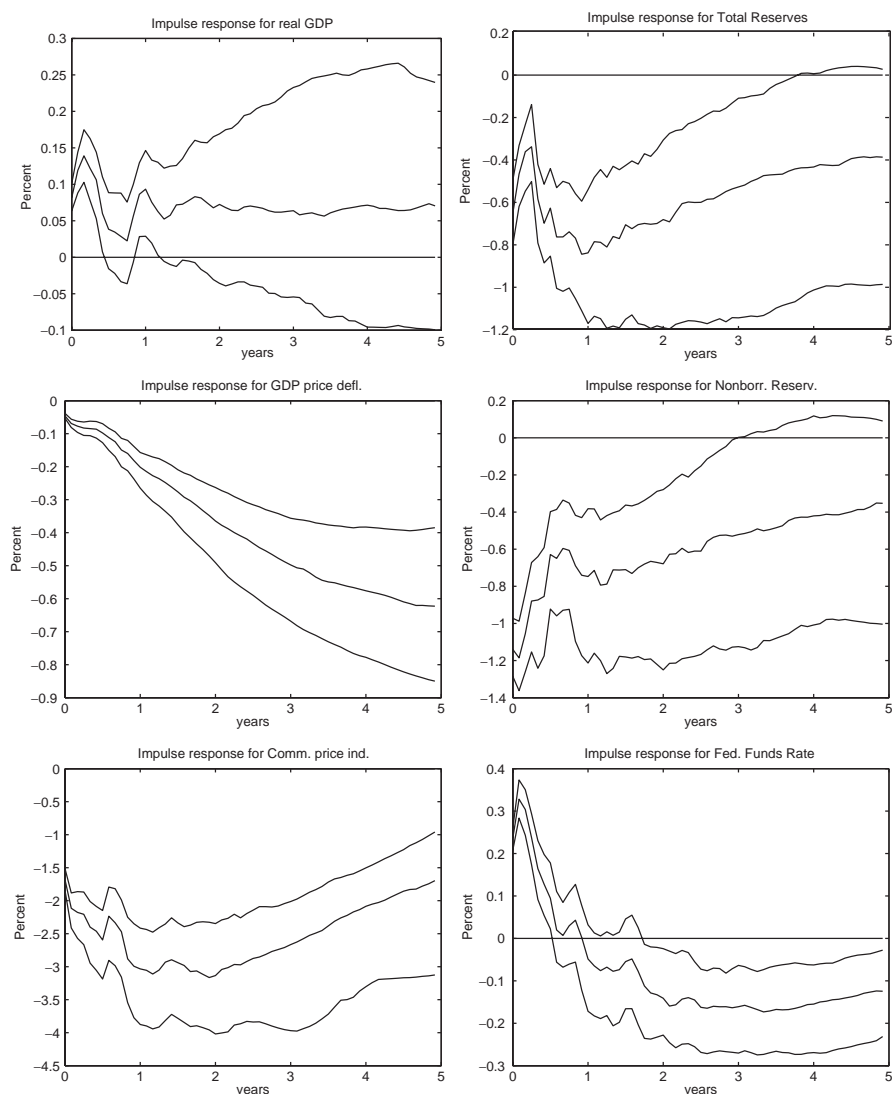 Impulse response for real GDP
0.3
0.25
0.2
0.15
0.1
0.05
0
−0.05
−0.1
Percent
0 1 2 3 4 5
years
Impulse response for Total Reserves
0.2
0
−0.2
−0.4
−0.6
−0.8
−1
−1.2
Percent
0 1 2 3 4 5
years
Impulse response for GDP price defl.
0
−0.1
−0.2
−0.3
−0.4
−0.5
−0.6
−0.7
−0.8
−0.9
Percent
0 1 2 3 4 5
years
Impulse response for Nonborr. Reserv.
0.2
0
−0.2
−0.4
−0.6
−0.8
−1
−1.2
−1.4
Percent
0 1 2 3 4 5
years
Impulse response for Comm. price ind.
0
−0.5
−1
−1.5
−2
−2.5
−3
−3.5
−4
−4.5
Percent
0 1 2 3 4 5
years
Impulse response for Fed. Funds Rate
0.4
0.3
0.2
0.1
0
−0.1
−0.2
−0.3
Percent
0 1 2 3 4 5
years